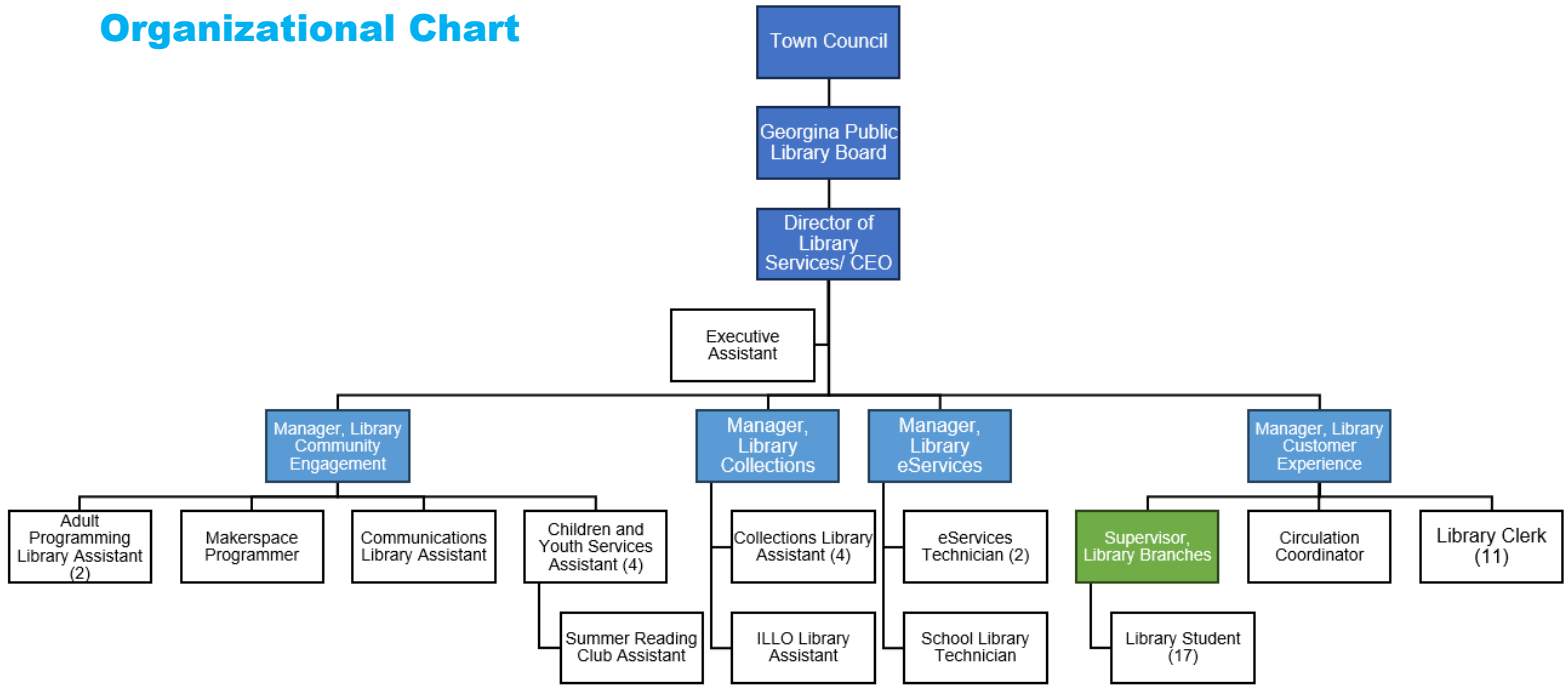 Organizational Chart
Town Council
Georgina Public
Library Board
Director of
Library
Services/ CEO
Executive
Assistant
Manager, Library
Community
Engagement
Manager,
Library
Collections
Manager,
Library
eServices
Manager, Library
Customer
Experience
Adult
Programming
Library Assistant
(2)
Makerspace
Programmer
Communications
Library Assistant
Children and
Youth Services
Assistant (4)
Collections Library
Assistant (4)
eServices
Technician (2)
Supervisor,
Library Branches
Circulation
Coordinator
Library Clerk
(11)
Summer Reading
Club Assistant
ILLO Library
Assistant
School Library
Technician
Library Student
(17)